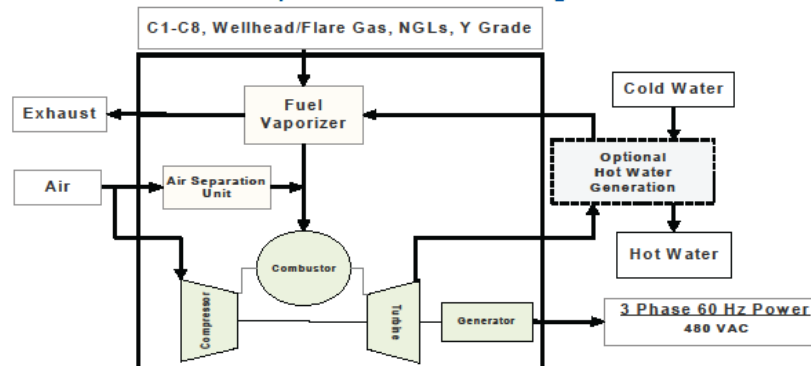 C1-C8, Wellhead/Flare Gas, NGLs, Y Grade
Exhaust
Fuel
Vaporizer
Cold Water
Optional
Hot Water
Generation
Air
Air Separation
Unit
Hot Water
Combustor
Compressor
Turbine
Generator
3 Phase 60 Hz Power
480 VAC